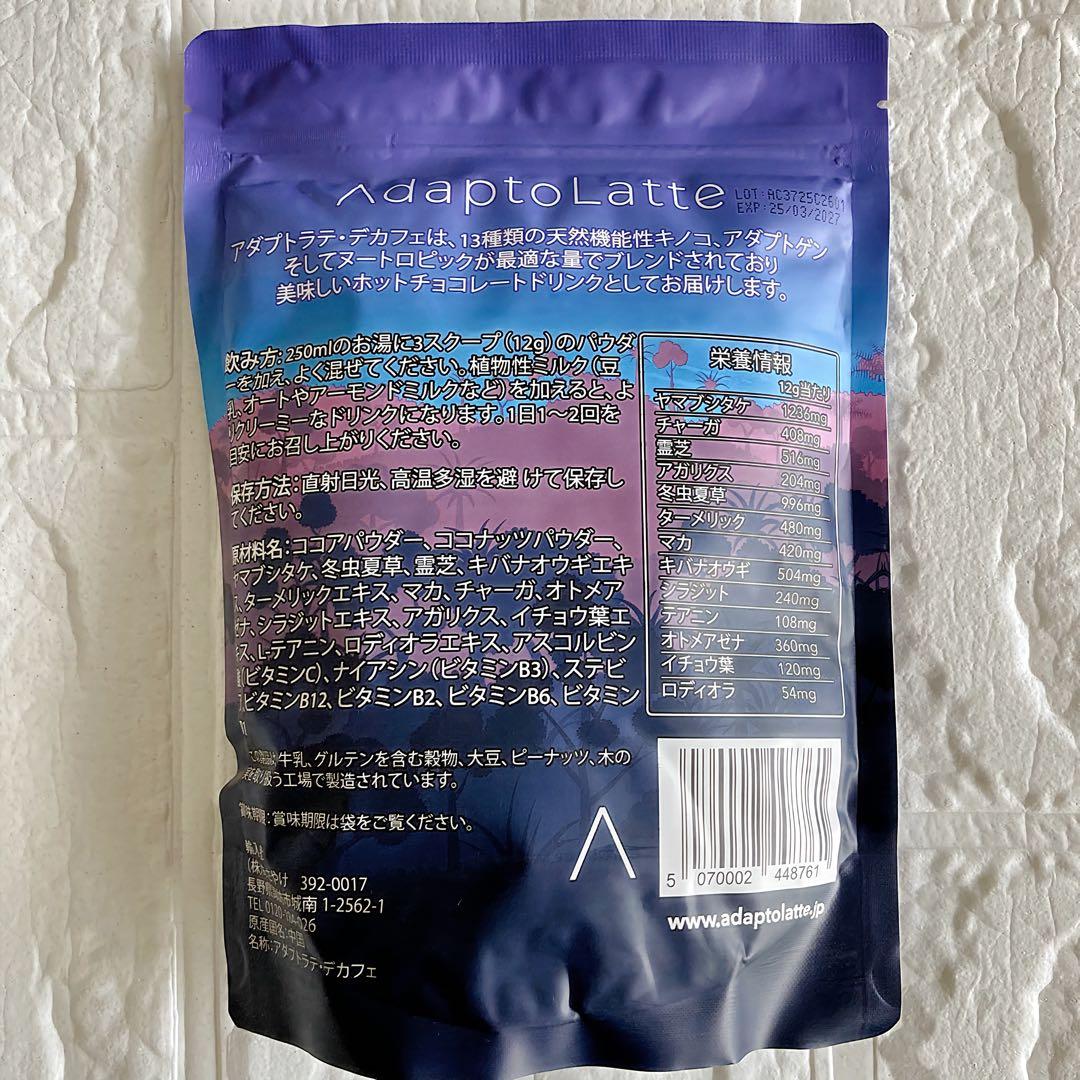 AdaptoLatte
LOT:AC3725C2601
EXP:25/03/2027
アダプトラテ・デカフェは、13種類の天然機能性キノコ、アダプトゲン
そしてヌートロピックが最適な量でブレンドされており
美味しいホットチョコレートドリンクとしてお届けします。
飲み方: 250mlのお湯に3スクープ（12g）のパウダ
ーを加え、よく混ぜてください。植物性ミルク（豆
乳、オートやアーモンドミルクなど）を加えると、よ
りクリーミーなドリンクになります。1日1〜2回を
目安にお召し上がりください。
保存方法：直射日光、高温多湿を避 けて保存し
てください。
原材料名：ココアパウダー、ココナッツパウダー、
ヤマブシタケ、冬虫夏草、霊芝、キバナオウギエキ
ス、ターメリックエキス、マカ、チャーガ、オトメア
ゼナ、シラジットエキス、アガリクス、イチョウ葉エ
ス、L-テアニン、ロディオラエキス、アスコルビン
（ビタミンC）、ナイアシン（ビタミンB3）、ステビ
ビタミンB12、ビタミンB2、ビタミンB6、ビタミン
牛乳、グルテンを含む穀物、大豆、ピーナッツ、木の
扱う工場で製造されています。
賞味期限：賞味期限は袋をご覧ください。
輸入
（株） やけ 392-0017
長野県 市城南 1-2562-1
TEL 0120- 026
原産国名：中国
名称：アダプトラテ・デカフェ
栄養情報
12g当たり
ヤマブシタケ 1236mg
チャーガ 408mg
霊芝 516mg
アガリクス 204mg
冬虫夏草 996mg
ターメリック 480mg
マカ 420mg
キバナオウギ 504mg
シラジット 240mg
テアニン 108mg
オトメアゼナ 360mg
イチョウ葉 120mg
ロディオラ 54mg
5 070002 448761
www.adaptolatte.jp